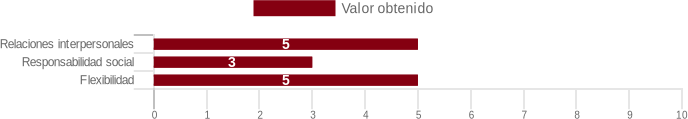 Valor obtenido
Relaciones interpersonales 5
Responsabilidad social 3
Flexibilidad 5
0 1 2 3 4 5 6 7 8 9 10